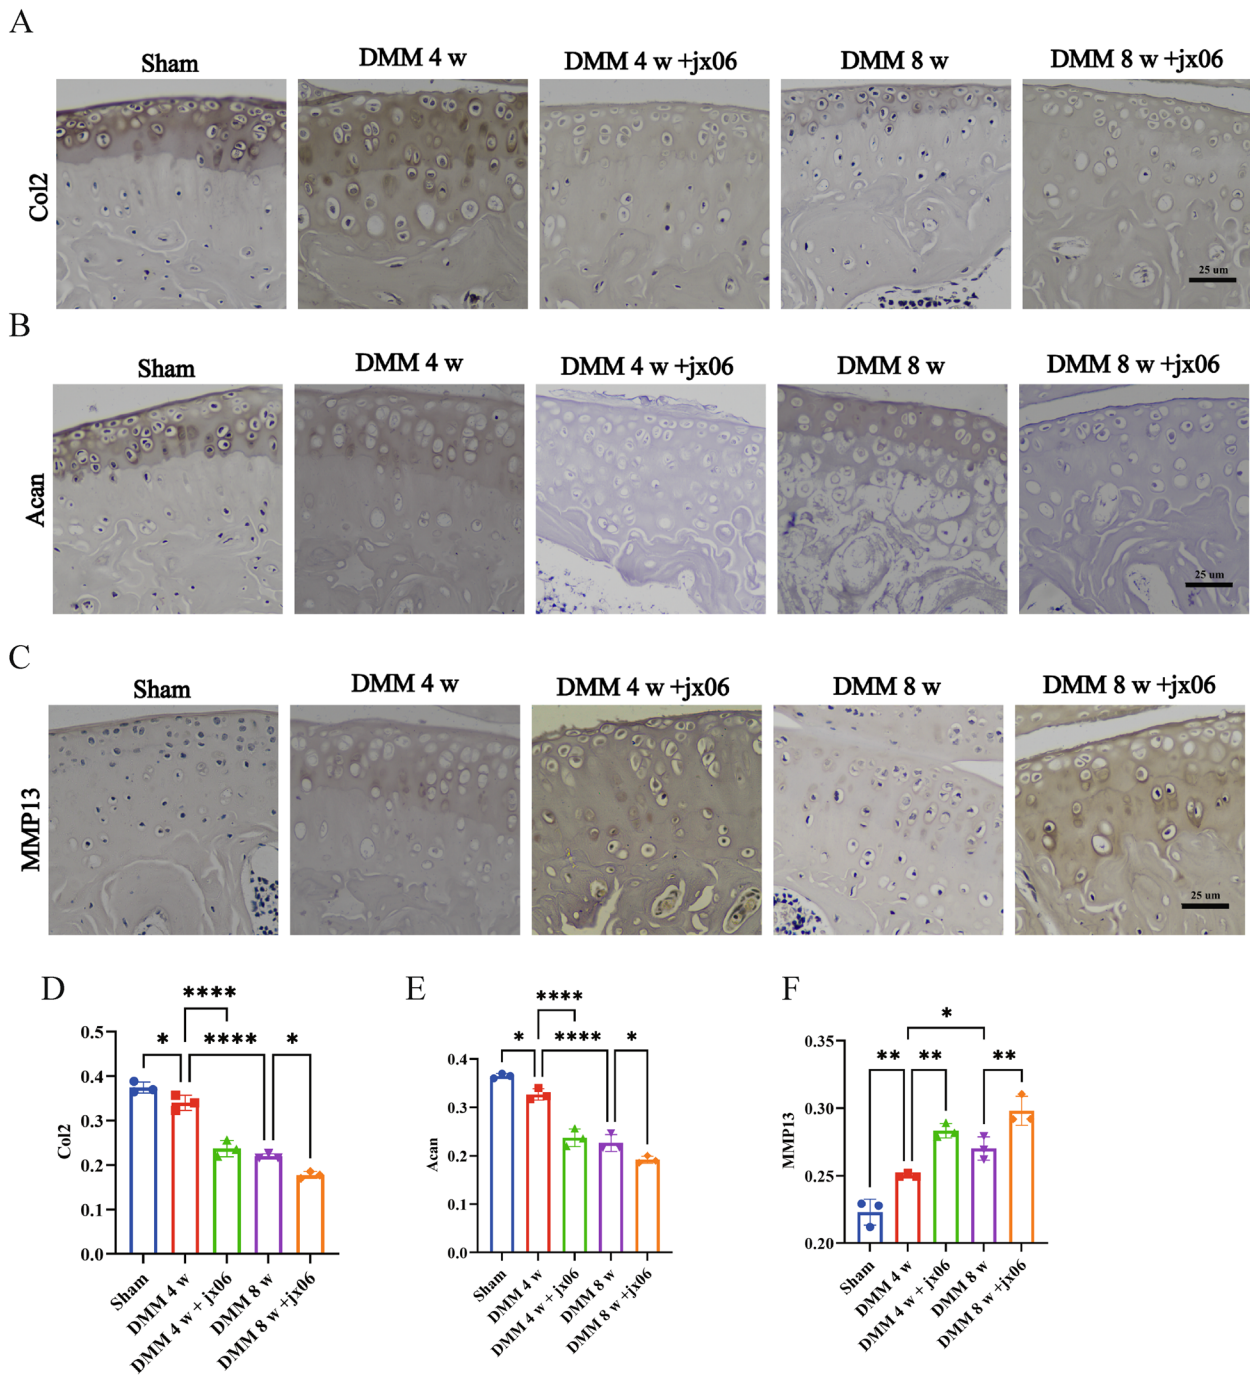 A
Sham
DMM 4 w
DMM 4 w +jx06
DMM 8 w
DMM 8 w +jx06
Col2
25 um
B
Sham
DMM 4 w
DMM 4 w +jx06
DMM 8 w
DMM 8 w +jx06
Acan
25 um
C
Sham
DMM 4 w
DMM 4 w +jx06
DMM 8 w
DMM 8 w +jx06
MMP13
25 um
D
****
* **** *
0.5
0.4
0.3
0.2
0.1
0.0
Col2
Sham
DMM 4 w
DMM 4 w + jx06
DMM 8 w
DMM 8 w +jx06
E
****
* **** *
0.4
0.3
0.2
0.1
0.0
Acan
Sham
DMM 4 w
DMM 4 w + jx06
DMM 8 w
DMM 8 w +jx06
F
*
** ** **
0.35
0.30
0.25
0.20
MMP13
Sham
DMM 4 w
DMM 4 w + jx06
DMM 8 w
DMM 8 w +jx06